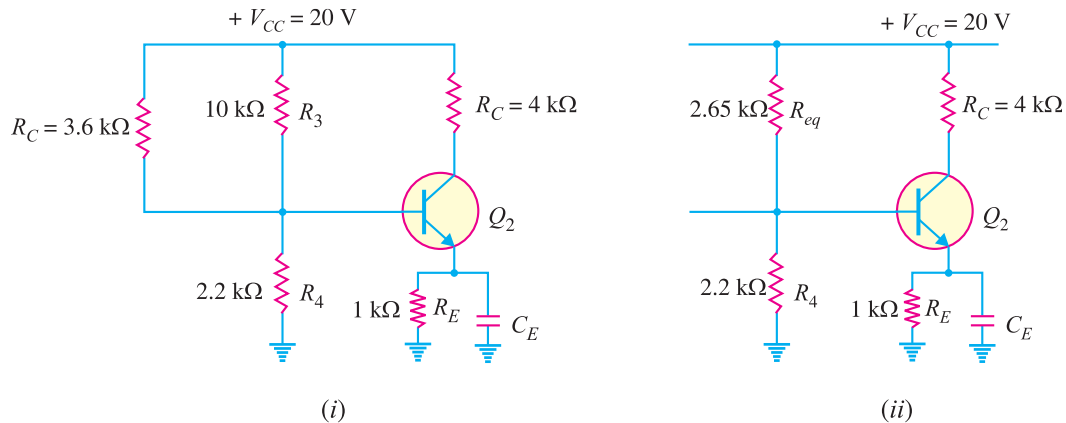 + V_CC = 20 V
R_C = 3.6 kΩ
10 kΩ R_3
R_C = 4 kΩ
Q_2
2.2 kΩ R_4
1 kΩ R_E
C_E
(i)
+ V_CC = 20 V
2.65 kΩ R_eq
R_C = 4 kΩ
Q_2
2.2 kΩ R_4
1 kΩ R_E
C_E
(ii)